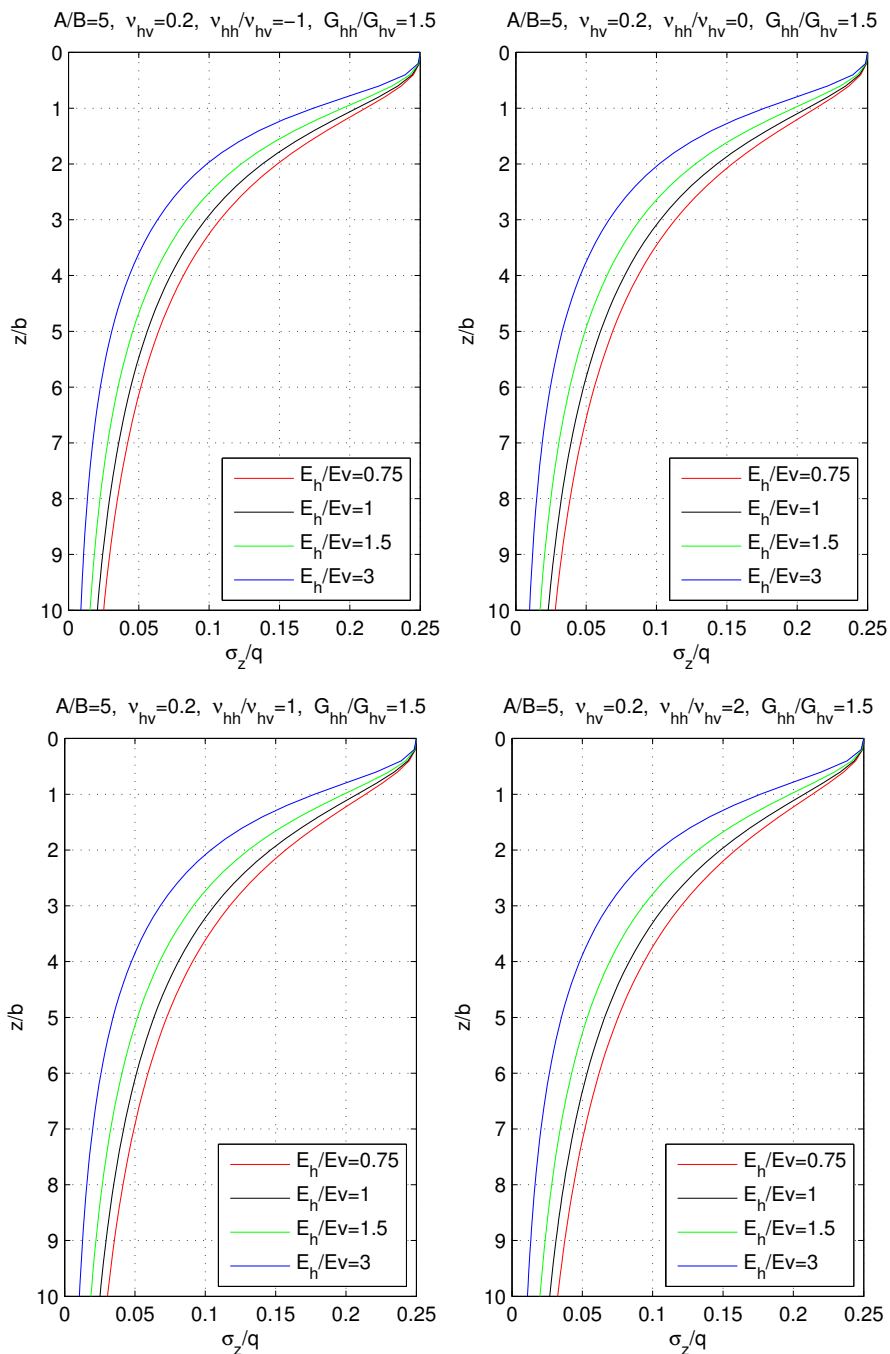 A/B=5, ν_hv=0.2, ν_hh/ν_hv=−1, G_hh/G_hv=1.5
0
1
2
3
4
5
6
7
8
9
10
z/b
0
0.05
0.1
0.15
0.2
0.25
σ_z/q
E_h/Ev=0.75
E_h/Ev=1
E_h/Ev=1.5
E_h/Ev=3
A/B=5, ν_hv=0.2, ν_hh/ν_hv=0, G_hh/G_hv=1.5
0
1
2
3
4
5
6
7
8
9
10
z/b
0
0.05
0.1
0.15
0.2
0.25
σ_z/q
E_h/Ev=0.75
E_h/Ev=1
E_h/Ev=1.5
E_h/Ev=3
A/B=5, ν_hv=0.2, ν_hh/ν_hv=1, G_hh/G_hv=1.5
0
1
2
3
4
5
6
7
8
9
10
z/b
0
0.05
0.1
0.15
0.2
0.25
σ_z/q
E_h/Ev=0.75
E_h/Ev=1
E_h/Ev=1.5
E_h/Ev=3
A/B=5, ν_hv=0.2, ν_hh/ν_hv=2, G_hh/G_hv=1.5
0
1
2
3
4
5
6
7
8
9
10
z/b
0
0.05
0.1
0.15
0.2
0.25
σ_z/q
E_h/Ev=0.75
E_h/Ev=1
E_h/Ev=1.5
E_h/Ev=3